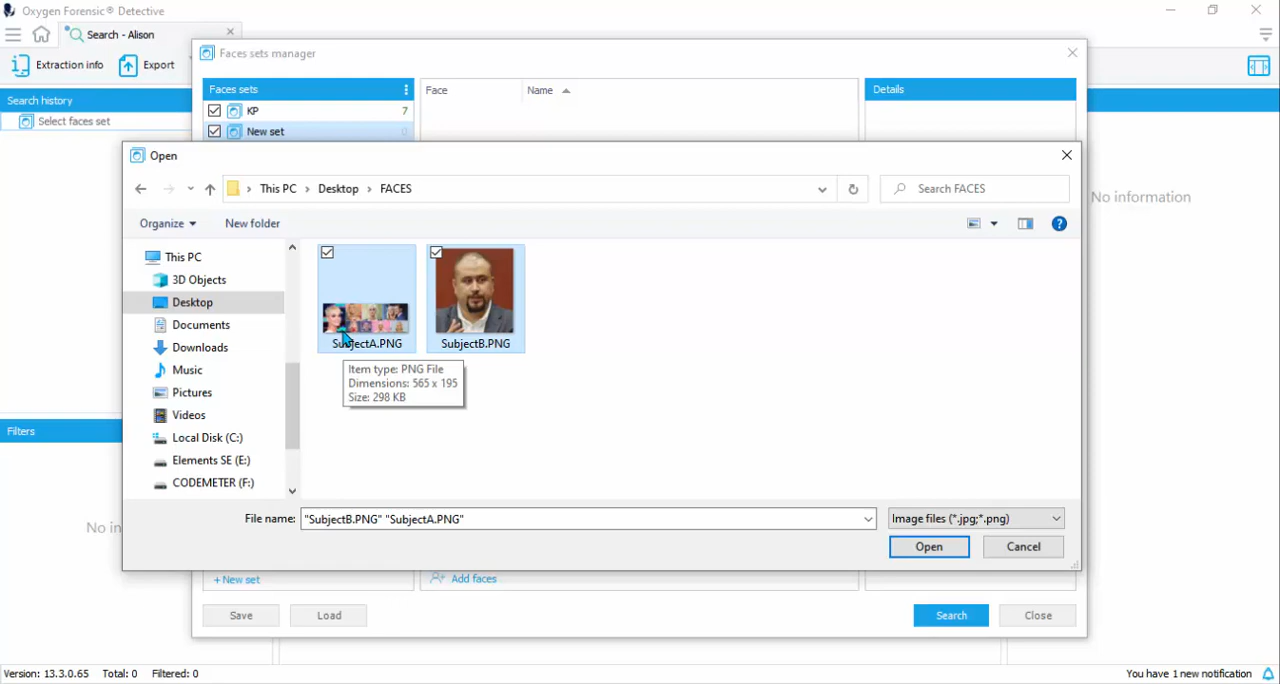 Oxygen Forensic® Detective
Search - Alison
Extraction info
Export
Search history
Select faces set
Filters
No in
Faces sets manager
Faces sets
KP
7
New set
0
Face
Name
Details
No information
Open
This PC
Desktop
FACES
Search FACES
Organize
New folder
This PC
3D Objects
Desktop
Documents
Downloads
Music
Pictures
Videos
Local Disk (C:)
Elements SE (E:)
CODEMETER (F:)
SubjectA.PNG
SubjectB.PNG
Item type: PNG File
Dimensions: 565 x 195
Size: 298 KB
File name:
"SubjectB.PNG" "SubjectA.PNG"
Image files (*.jpg;*.png)
Open
Cancel
+ New set
Add faces
Save
Load
Search
Close
Version: 13.3.0.65
Total: 0
Filtered: 0
You have 1 new notification